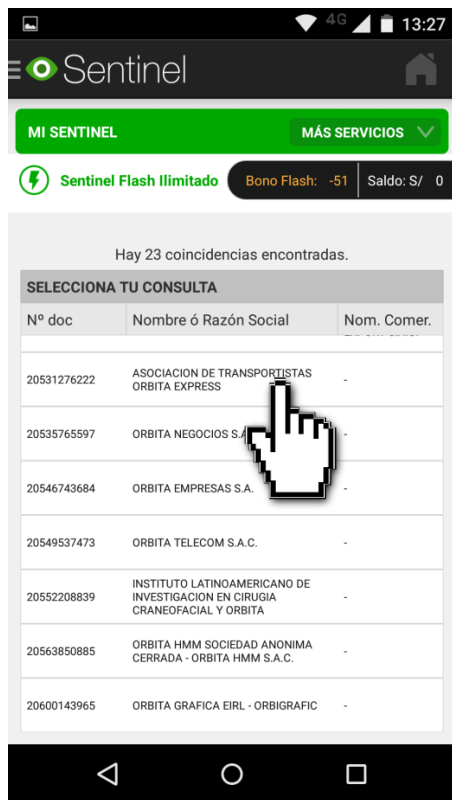 4G 13:27
Sentinel
MI SENTINEL MÁS SERVICIOS
Sentinel Flash Ilimitado Bono Flash: -51 Saldo: S/ 0
Hay 23 coincidencias encontradas.
SELECCIONA TU CONSULTA
Nº doc Nombre ó Razón Social Nom. Comer.
20531276222 ASOCIACION DE TRANSPORTISTAS -
ORBITA EXPRESS
20535765597 ORBITA NEGOCIOS -
20546743684 ORBITA EMPRESAS S.A.
20549537473 ORBITA TELECOM S.A.C. -
INSTITUTO LATINOAMERICANO DE
20552208839 INVESTIGACION EN CIRUGIA -
CRANEOFACIAL Y ORBITA
20563850885 ORBITA HMM SOCIEDAD ANONIMA -
CERRADA - ORBITA HMM S.A.C.
20600143965 ORBITA GRAFICA EIRL - ORBIGRAFIC -